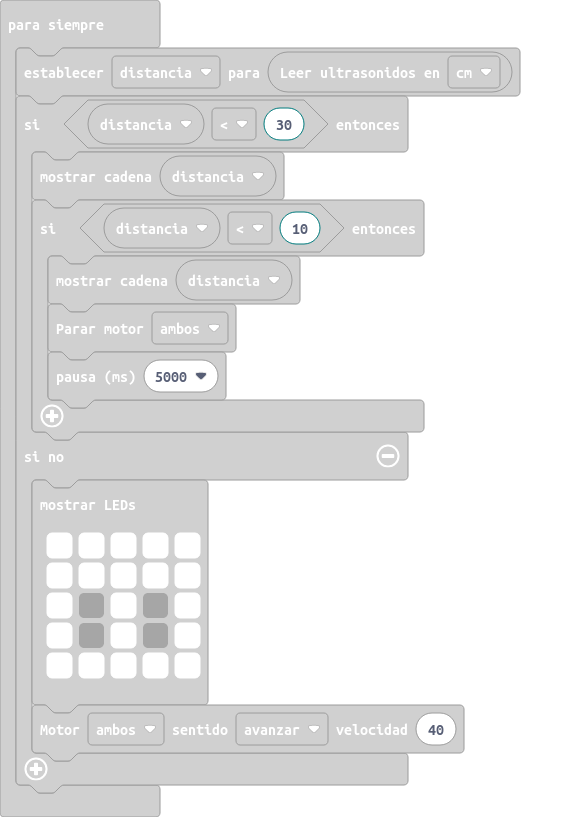 para siempre
establecer distancia para Leer ultrasonidos en cm
si distancia < 30 entonces
mostrar cadena distancia
si distancia < 10 entonces
mostrar cadena distancia
Parar motor ambos
pausa (ms) 5000
si no
mostrar LEDs
Motor ambos sentido avanzar velocidad 40